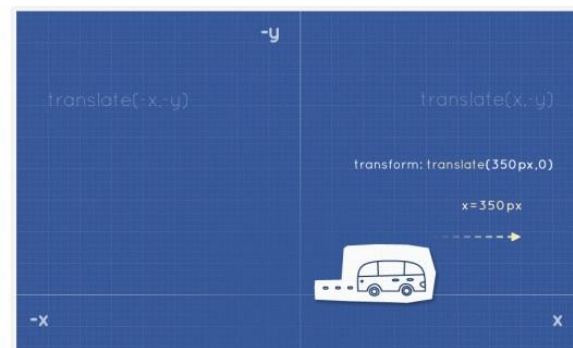 -y
translate(-x,-y)
translate(x,-y)
transform: translate(350px,0)
x=350px
-x
x